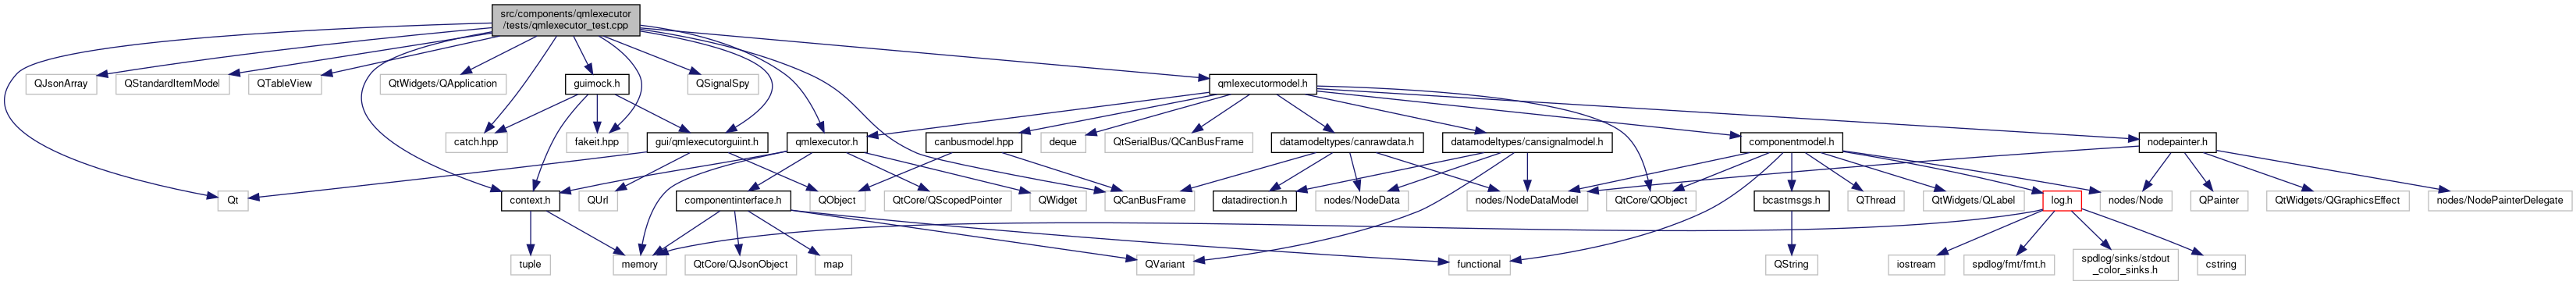 src/components/qmlexecutor
/tests/qmlexecutor_test.cpp
QJsonArray
QStandardItemModel
QTableView
QtWidgets/QApplication
guimock.h
QSignalSpy
qmlexecutormodel.h
catch.hpp
fakeit.hpp
gui/qmlexecutorguiint.h
qmlexecutor.h
canbusmodel.hpp
deque
QtSerialBus/QCanBusFrame
datamodeltypes/canrawdata.h
datamodeltypes/cansignalmodel.h
componentmodel.h
nodepainter.h
Qt
context.h
QUrl
componentinterface.h
QObject
QtCore/QScopedPointer
QWidget
QCanBusFrame
datadirection.h
nodes/NodeData
nodes/NodeDataModel
QtCore/QObject
bcastmsgs.h
QThread
QtWidgets/QLabel
log.h
nodes/Node
QPainter
QtWidgets/QGraphicsEffect
nodes/NodePainterDelegate
tuple
memory
QtCore/QJsonObject
map
QVariant
functional
QString
iostream
spdlog/fmt/fmt.h
spdlog/sinks/stdout
_color_sinks.h
cstring